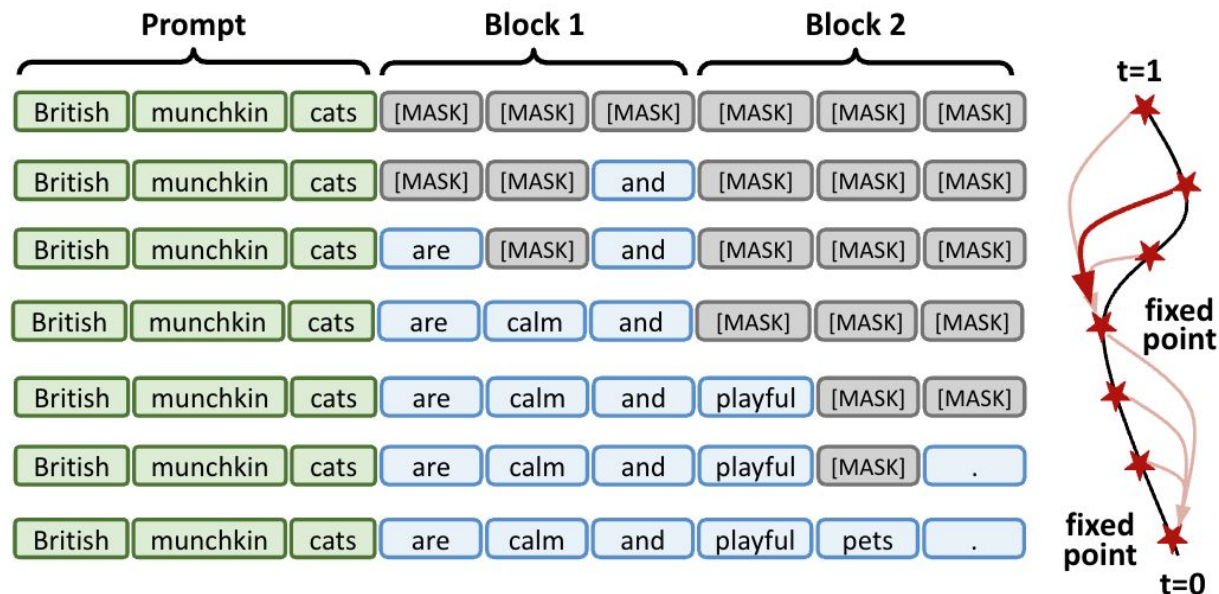 Prompt Block 1 Block 2
t=1
British munchkin cats [MASK] [MASK] [MASK] [MASK] [MASK] [MASK]
British munchkin cats [MASK] [MASK] and [MASK] [MASK] [MASK]
British munchkin cats are [MASK] and [MASK] [MASK] [MASK]
British munchkin cats are calm and [MASK] [MASK] [MASK]
fixed
point
British munchkin cats are calm and playful [MASK] [MASK]
British munchkin cats are calm and playful [MASK] .
British munchkin cats are calm and playful pets .
fixed
point
t=0